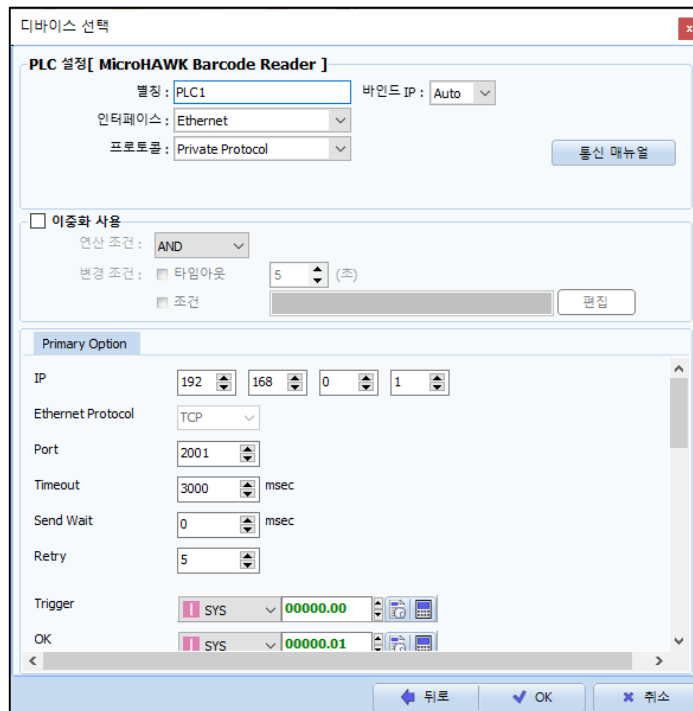 디바이스 선택
PLC 설정[ MicroHAWK Barcode Reader ]
별칭 : PLC1 바인드 IP : Auto
인터페이스 : Ethernet
프로토콜 : Private Protocol 통신 매뉴얼
이중화 사용
연산 조건 : AND
변경 조건 : 타임아웃 5 (초)
조건 편집
Primary Option
IP 192 168 0 1
Ethernet Protocol TCP
Port 2001
Timeout 3000 msec
Send Wait 0 msec
Retry 5
Trigger SYS 00000.00
OK SYS 00000.01
뒤로 OK 취소